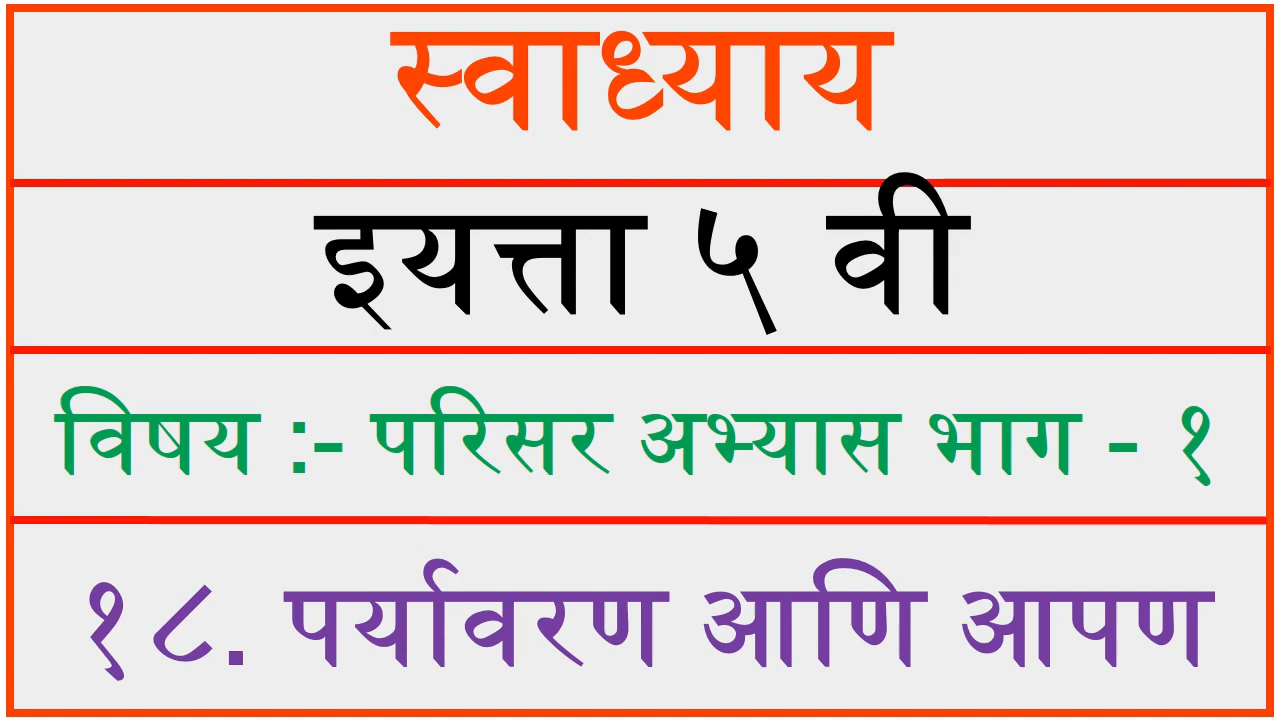 स्वाध्याय
इयत्ता ५ वी
विषय :- परिसर अभ्यास भाग - १
१८. पर्यावरण आणि आपण